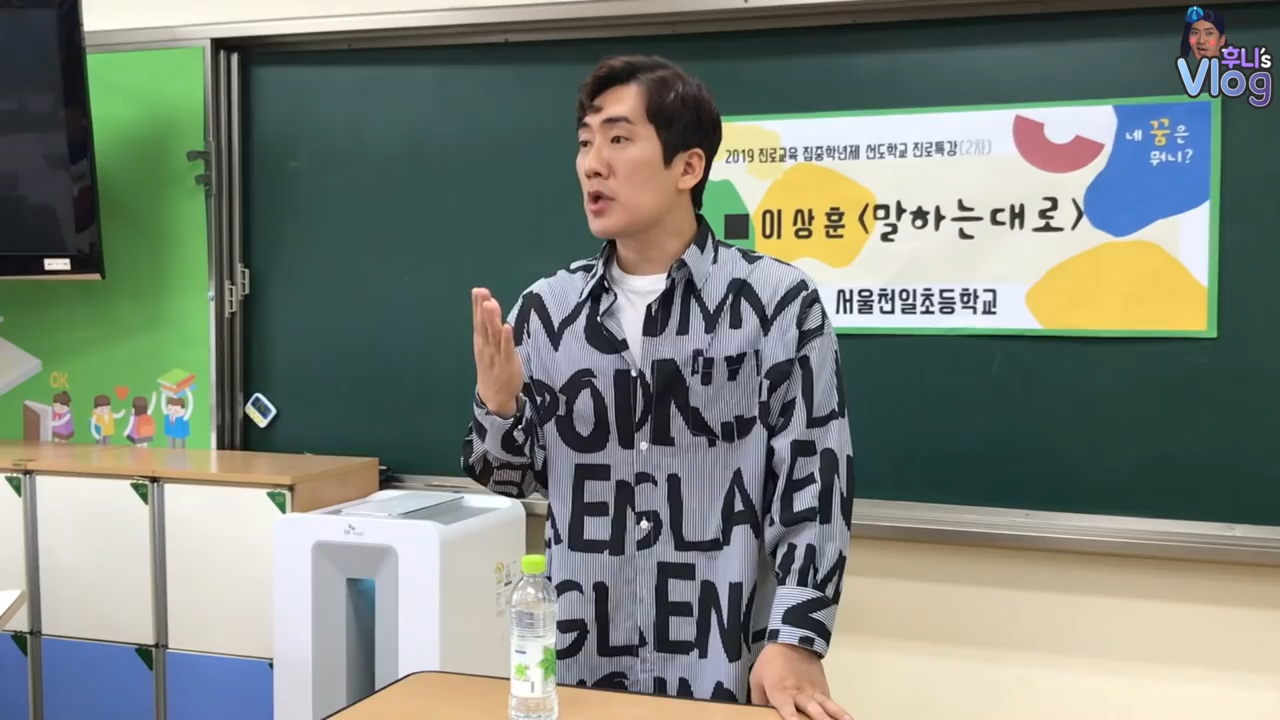 후니's
Vlog
2019 진로교육 집중학년제 선도학교 진로특강(2차)
네 꿈은
뭐니?
이상훈 <말하는대로>
서울천일초등학교
OK
SK